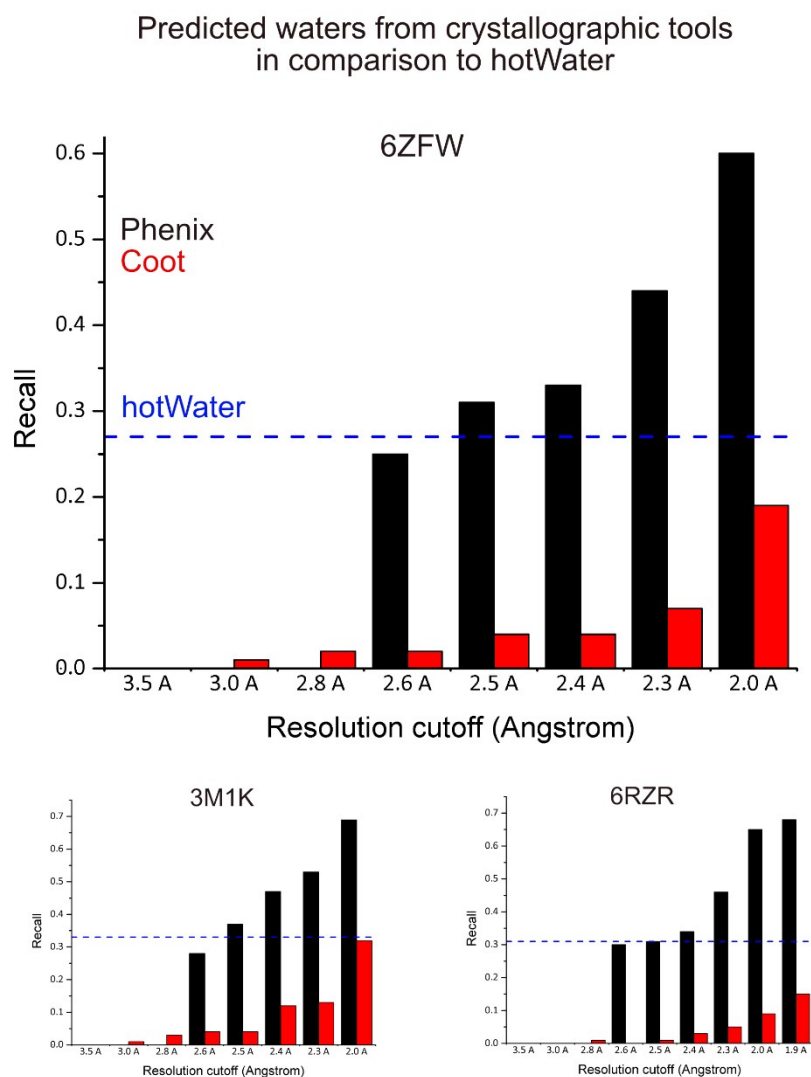 Predicted waters from crystallographic tools
in comparison to hotWater
6ZFW
0.6
0.5
Phenix
Coot
0.4
hotWater
0.3
0.2
0.1
0.0
Recall
3.5 A 3.0 A 2.8 A 2.6 A 2.5 A 2.4 A 2.3 A 2.0 A
Resolution cutoff (Angstrom)
3M1K
0.7
0.6
0.5
0.4
0.3
0.2
0.1
0.0
Recall
3.5 A 3.0 A 2.8 A 2.6 A 2.5 A 2.4 A 2.3 A 2.0 A
Resolution cutoff (Angstrom)
6RZR
0.7
0.6
0.5
0.4
0.3
0.2
0.1
0.0
Recall
3.5 A 3.0 A 2.8 A 2.6 A 2.5 A 2.4 A 2.3 A 2.0 A 1.9 A
Resolution cutoff (Angstrom)